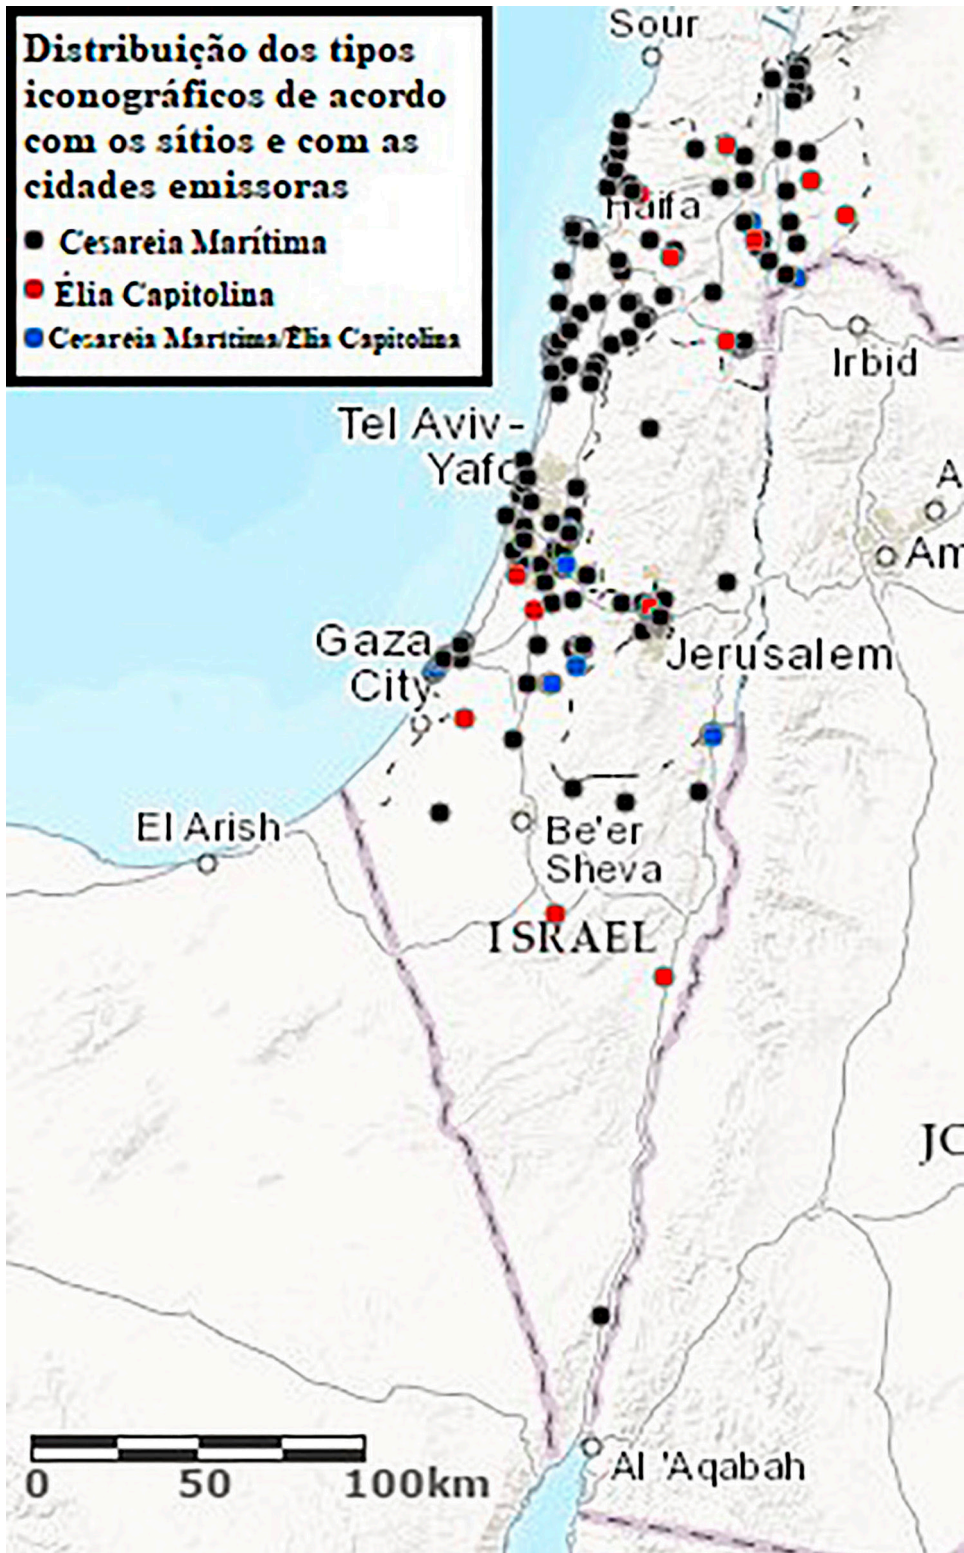 Distribuição dos tipos
iconográficos de acordo
com os sítios e com as
cidades emissoras
Cesareia Marítima
Élia Capitolina
Cesareia Marítima/Élia Capitolina
Sour
Haifa
Irbid
Tel Aviv-
Yafo
A
Am
Gaza
City
Jerusalem
El Arish
Be'er
Sheva
ISRAEL
JO
0 50 100km
Al 'Aqabah